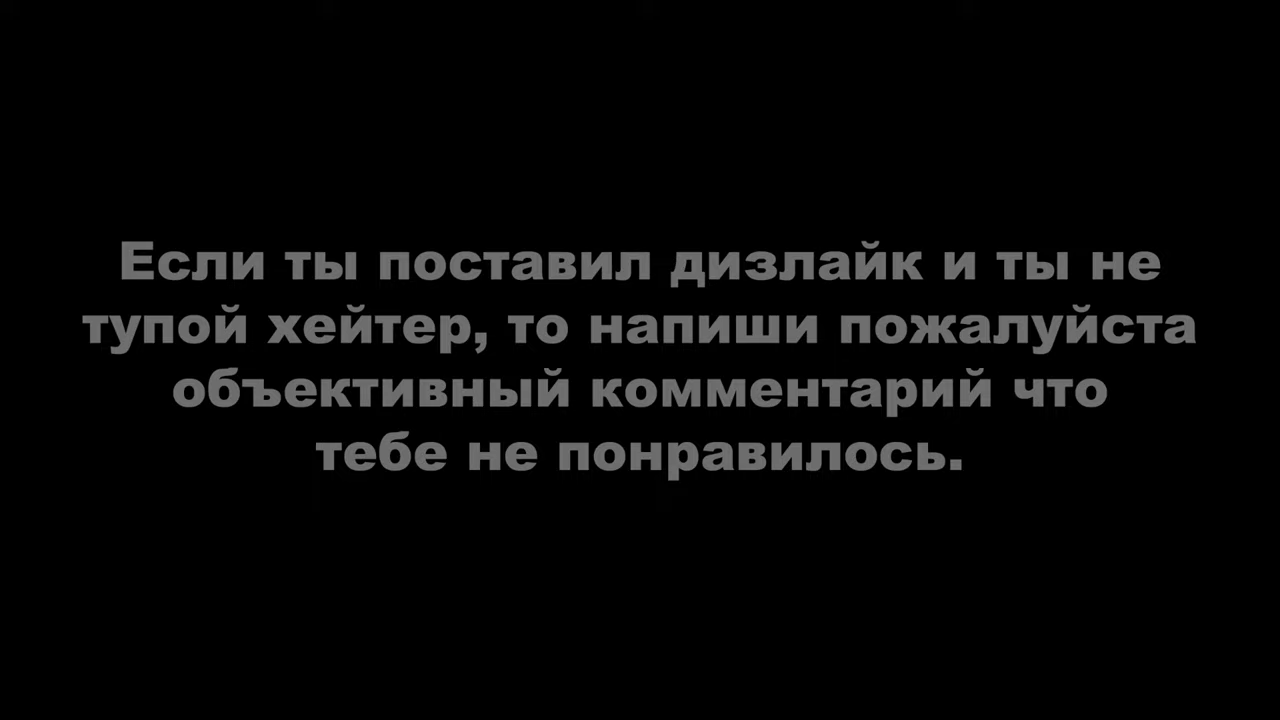 Если ты поставил дизлайк и ты не
тупой хейтер, то напиши пожалуйста
объективный комментарий что
тебе не понравилось.